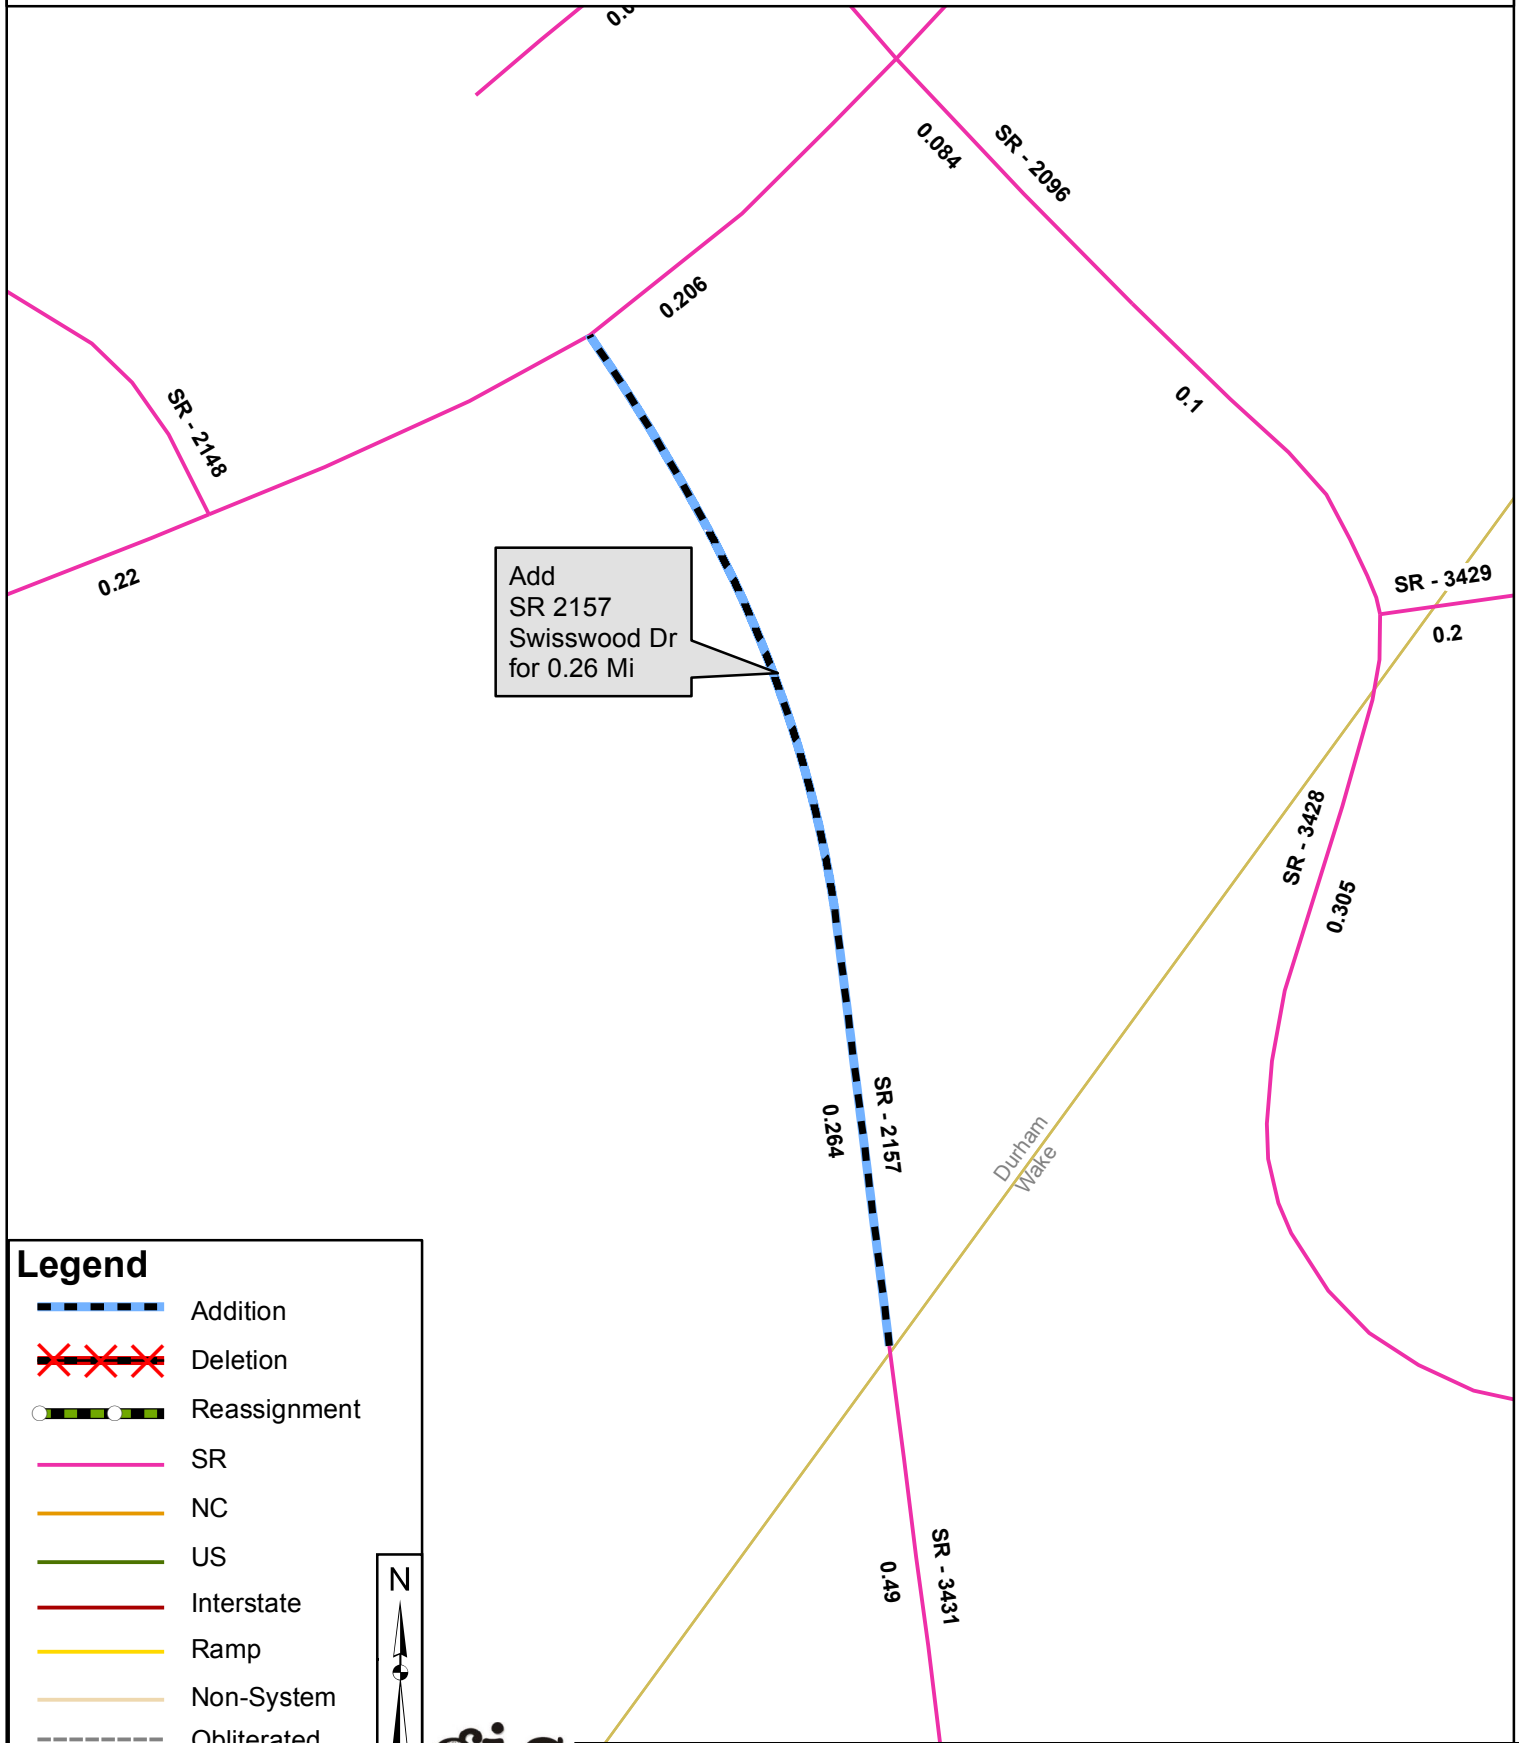 0.084
SR - 2096
0.206
0.1
SR - 2148
0.22
SR - 3429
0.2
Add
SR 2157
Swisswood Dr
for 0.26 Mi
SR - 3428
0.305
SR - 2157
0.264
Durham
Wake
SR - 3431
0.49
Legend
Addition
Deletion
Reassignment
SR
NC
US
Interstate
Ramp
Non-System
Obliterated
N